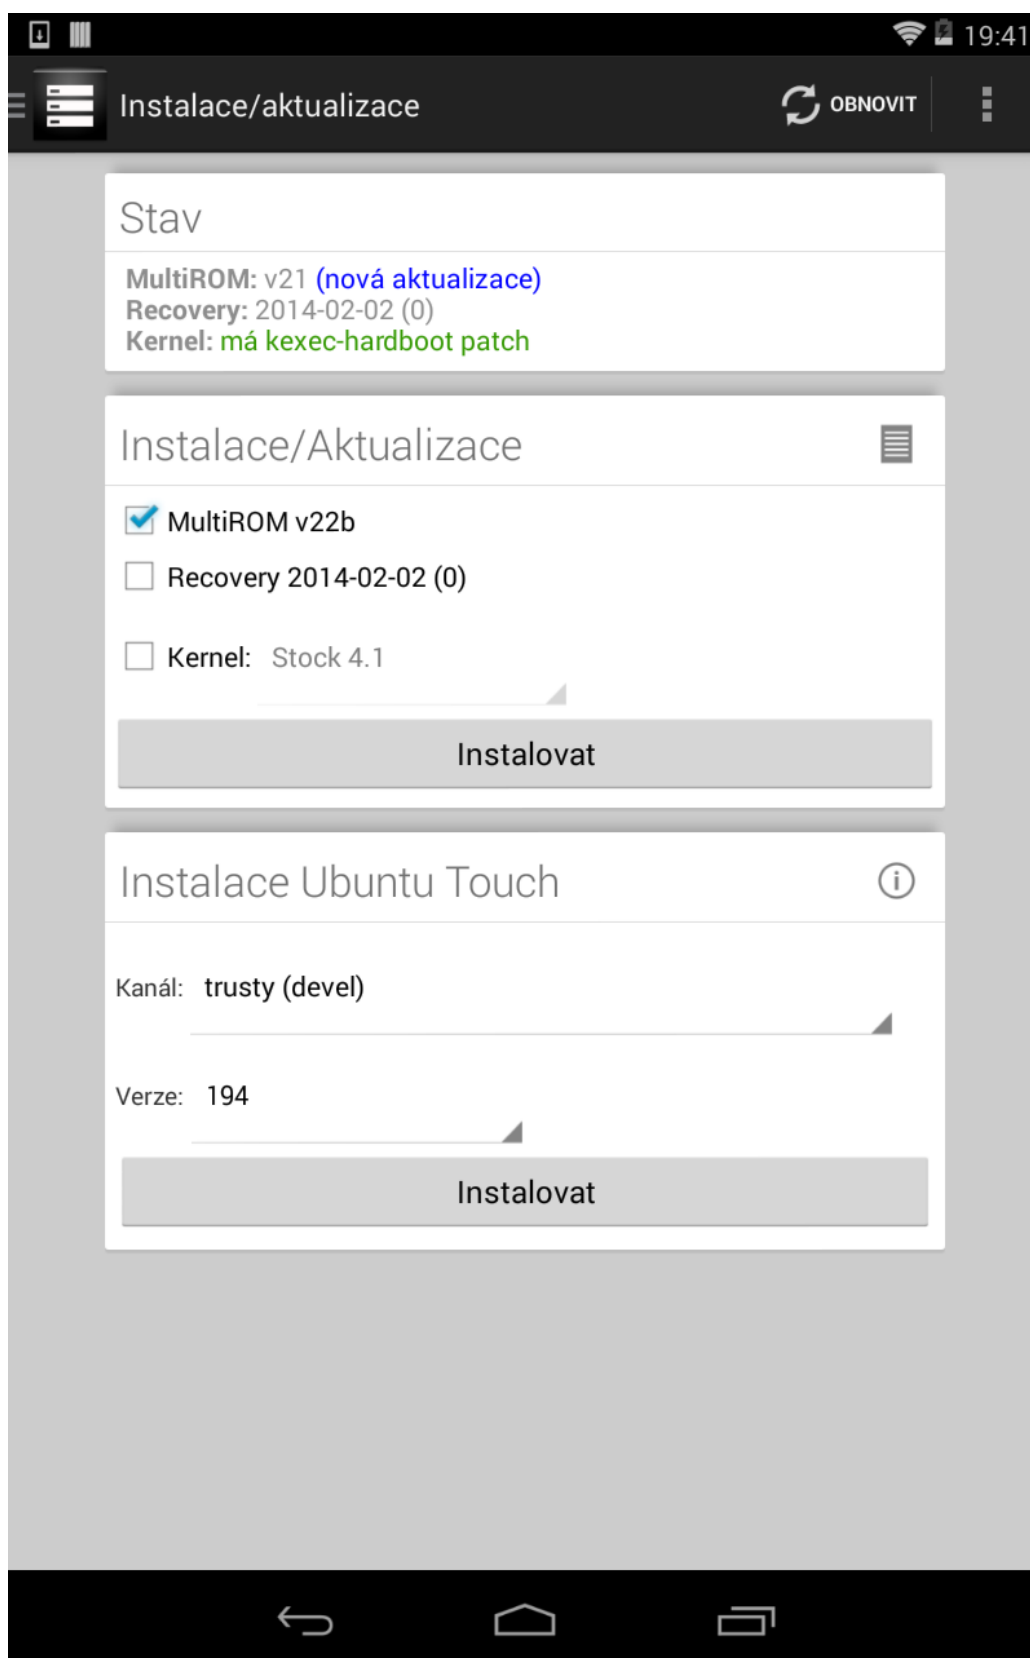 19:41
Instalace/aktualizace
OBNOVIT
Stav
MultiROM: v21 (nová aktualizace)
Recovery: 2014-02-02 (0)
Kernel: má kexec-hardboot patch
Instalace/Aktualizace
MultiROM v22b
Recovery 2014-02-02 (0)
Kernel: Stock 4.1
Instalovat
Instalace Ubuntu Touch
Kanál: trusty (devel)
Verze: 194
Instalovat